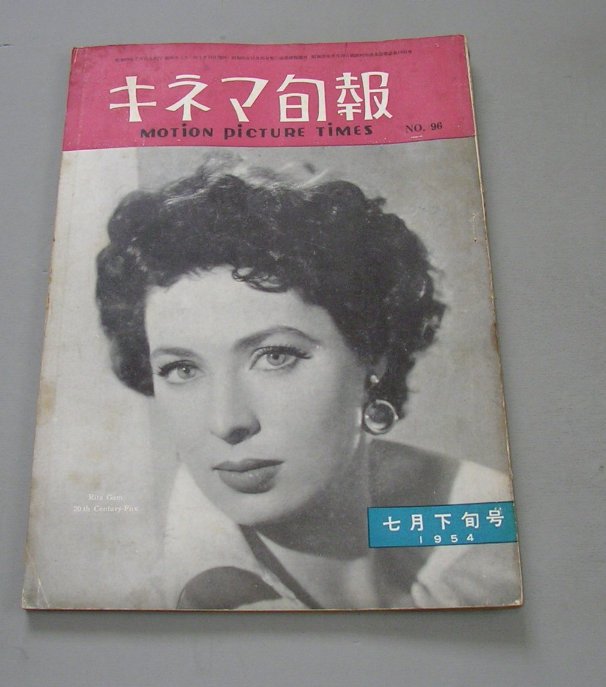 キネマ旬報
MOTION PICTURE TIMES
NO. 96
Rita Gam
20th Century-Fox
七月下旬号
1954